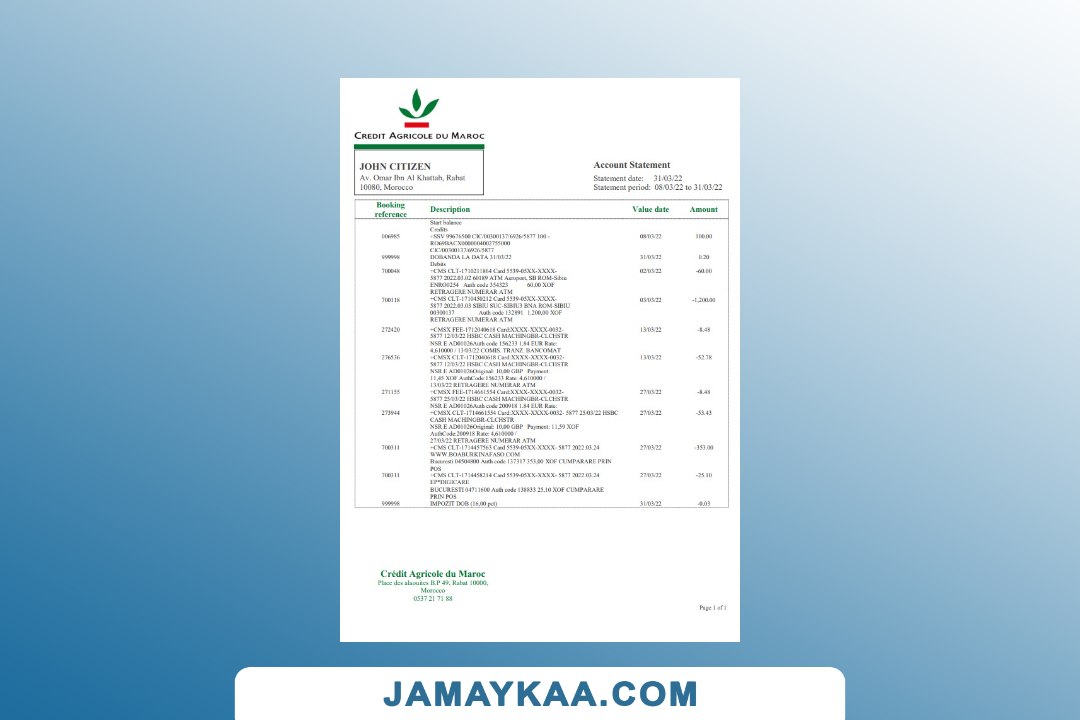 CREDIT AGRICOLE DU MAROC
JOHN CITIZEN
Av. Omar Ibn Al Khattab, Rabat
10080, Morocco
Account Statement
Statement date: 31/03/22
Statement period: 08/03/22 to 31/03/22
Booking reference Description Value date Amount
Start balance
Credits
006985 +SSV 99676500 CIC/00300137/6926/5877 100 - 08/03/22 100.00
CIC/00300137/6926/5877
999998 DOBANDA LA DATA 31/03/22 31/03/22 0.20
Debits
700048 +CMS CLT-1710211804 Card 5539-05XX-XXXX- 02/03/22 -60.00
5877 2022.03.02 60189 ATM Aeroport, SB ROM-Sibiu
ENRO0254 Auth code 354323 60,00 XOF
RETRAGERE NUMERAR ATM
700118 +CMS CLT-1710450212 Card 5539-05XX-XXXX- 03/03/22 -1,200.00
5877 2022.03.03 SIBIU SUC-SIBIU3 BNA ROM-SIBIU
00300137 Auth code 132891 1.200,00 XOF
RETRAGERE NUMERAR ATM
272420 +CMSX FEE-1712040618 Card:XXXX-XXXX-0032- 13/03/22 -8.48
5877 12/03/22 HSBC CASH MACHINGBR-CLCHSTR
NSR E AD01026Auth code 156233 1.84 EUR Rate:
4,610000 / 13/03/22 COMIS. TRANZ. BANCOMAT
276536 +CMSX CLT-1712040618 Card:XXXX-XXXX-0032- 13/03/22 -52.78
5877 12/03/22 HSBC CASH MACHINGBR-CLCHSTR
NSR E AD01026Original: 10,00 GBP Payment:
11,45 XOF AuthCode:156233 Rate: 4,610000 /
13/03/22 RETRAGERE NUMERAR ATM
271155 +CMSX FEE-1714661554 Card:XXXX-XXXX-0032- 27/03/22 -8.48
5877 25/03/22 HSBC CASH MACHINGBR-CLCHSTR
NSR E AD01026Auth code 200918 1.84 EUR Rate:
273944 +CMSX CLT-1714661554 Card:XXXX-XXXX-0032- 5877 25/03/22 HSBC 27/03/22 -53.43
CASH MACHINGBR-CLCHSTR
NSR E AD01026Original: 10,00 GBP Payment: 11,59 XOF
AuthCode:200918 Rate: 4,610000 /
27/03/22 RETRAGERE NUMERAR ATM
700311 +CMS CLT-1714457563 Card 5539-05XX-XXXX- 5877 2022.03.24 27/03/22 -353.00
WWW.BOABURKINAFASO.COM
Bucuresti 04504800 Auth code 137317 353,00 XOF CUMPARARE PRIN
POS
700311 +CMS CLT-1714458214 Card 5539-05XX-XXXX- 5877 2022.03.24 27/03/22 -25.10
EP*DIGICARE
BUCURESTI 04711600 Auth code 138833 25,10 XOF CUMPARARE
PRIN POS
999998 IMPOZIT DOB (16,00 pct) 31/03/22 -0.03
Crédit Agricole du Maroc
Place des alaouites B.P 49, Rabat 10000,
Morocco
0537 21 71 88
Page 1 of 1
JAMAYKAA.COM